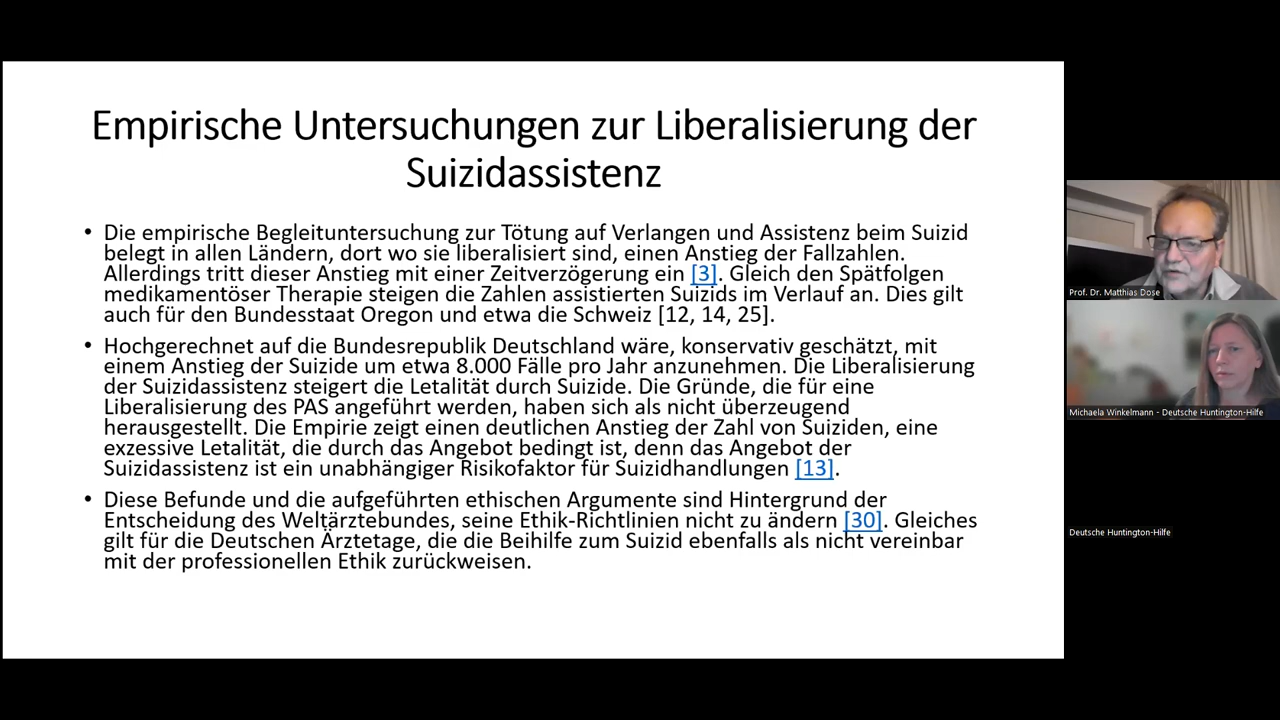 Empirische Untersuchungen zur Liberalisierung der
Suizidassistenz
• Die empirische Begleituntersuchung zur Tötung auf Verlangen und Assistenz beim Suizid
belegt in allen Ländern, dort wo sie liberalisiert sind, einen Anstieg der Fallzahlen.
Allerdings tritt dieser Anstieg mit einer Zeitverzögerung ein [3]. Gleich den Spätfolgen
medikamentöser Therapie steigen die Zahlen assistierten Suizids im Verlauf an. Dies gilt
auch für den Bundesstaat Oregon und etwa die Schweiz [12, 14, 25].
• Hochgerechnet auf die Bundesrepublik Deutschland wäre, konservativ geschätzt, mit
einem Anstieg der Suizide um etwa 8.000 Fälle pro Jahr anzunehmen. Die Liberalisierung
der Suizidassistenz steigert die Letalität durch Suizide. Die Gründe, die für eine
Liberalisierung des PAS angeführt werden, haben sich als nicht überzeugend
herausgestellt. Die Empirie zeigt einen deutlichen Anstieg der Zahl von Suiziden, eine
exzessive Letalität, die durch das Angebot bedingt ist, denn das Angebot der
Suizidassistenz ist ein unabhängiger Risikofaktor für Suizidhandlungen [13].
• Diese Befunde und die aufgeführten ethischen Argumente sind Hintergrund der
Entscheidung des Weltärztebundes, seine Ethik-Richtlinien nicht zu ändern [30]. Gleiches
gilt für die Deutschen Ärztetage, die die Beihilfe zum Suizid ebenfalls als nicht vereinbar
mit der professionellen Ethik zurückweisen.
Prof. Dr. Matthias Dose
Michaela Winkelmann - Deutsche Huntington-Hilfe
Deutsche Huntington-Hilfe